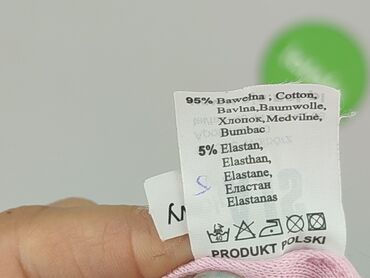 95% Bawełna , Cotton,
Bavlna,Baumwolle,
Хлопок,Medvilnė,
Bumbac
5% Elastan,
Elasthan,
Elastane,
Еластан
Elastanas
PRODUKT POLSKI